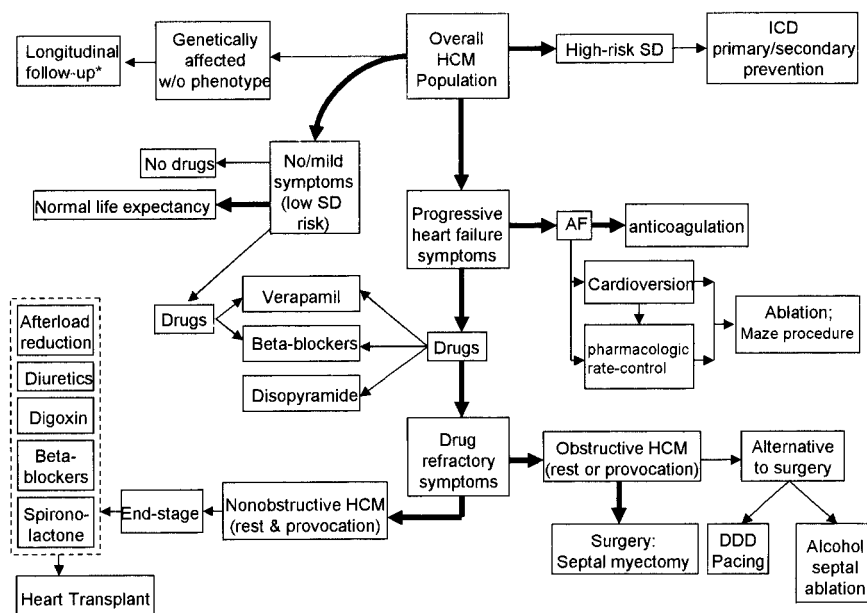 Longitudinal
follow-up*
Genetically
affected
w/o phenotype
Overall
HCM
Population
High-risk SD
ICD
primary/secondary
prevention
No drugs
Normal life expectancy
No/mild
symptoms
(low SD
risk)
Progressive
heart failure
symptoms
AF
anticoagulation
Cardioversion
pharmacologic
rate-control
Ablation;
Maze procedure
Drugs
Verapamil
Beta-blockers
Disopyramide
Drugs
Afterload
reduction
Diuretics
Digoxin
Beta-
blockers
Spirono-
lactone
Drug
refractory
symptoms
Obstructive HCM
(rest or provocation)
Alternative
to surgery
End-stage
Nonobstructive HCM
(rest & provocation)
Surgery:
Septal myectomy
DDD
Pacing
Alcohol
septal
ablation
Heart Transplant